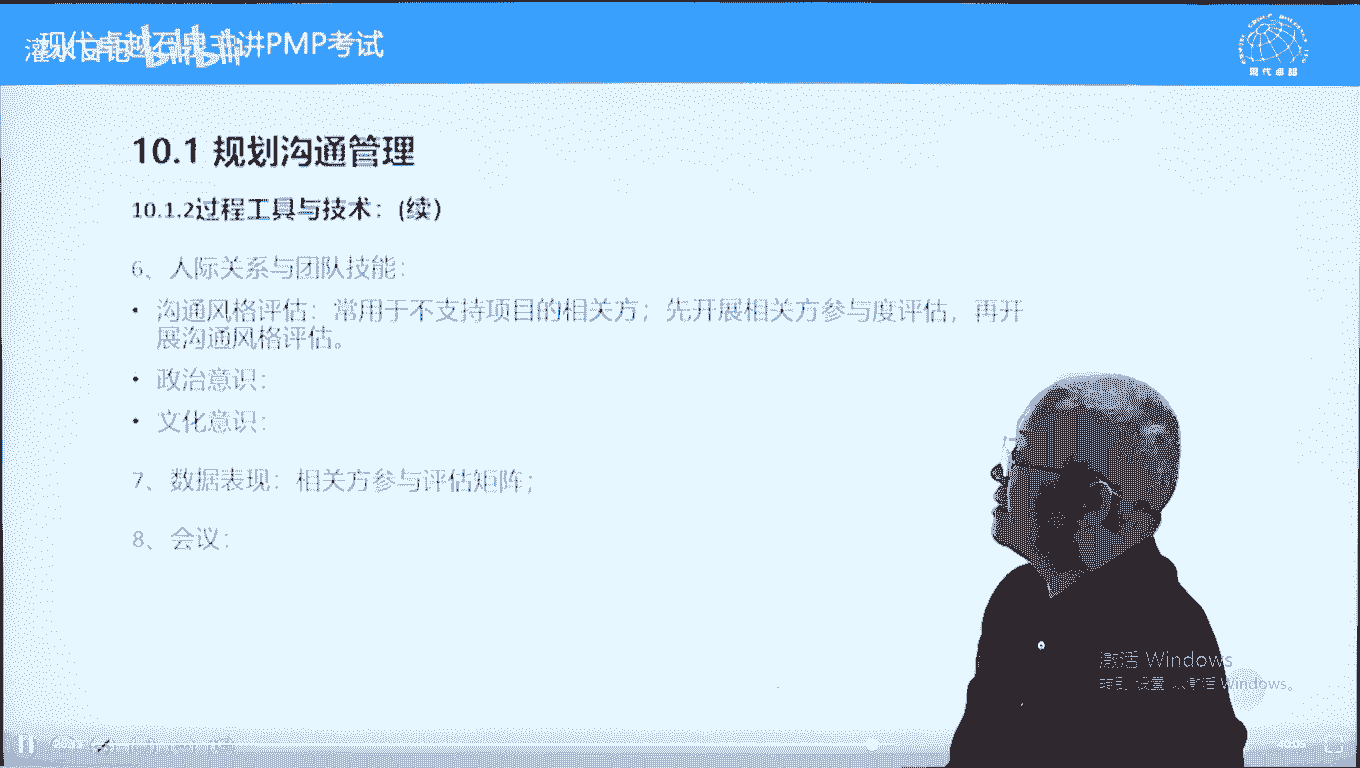 现代卓越石泉主讲PMP考试
bilibili
现代卓越
10.1 规划沟通管理
10.1.2过程工具与技术：(续)
6、人际关系与团队技能：
• 沟通风格评估：常用于不支持项目的相关方；先开展相关方参与度评估，再开
展沟通风格评估。
• 政治意识：
• 文化意识：
7、数据表现：相关方参与评估矩阵；
8、会议：
激活 Windows
转到“设置”以激活 Windows。